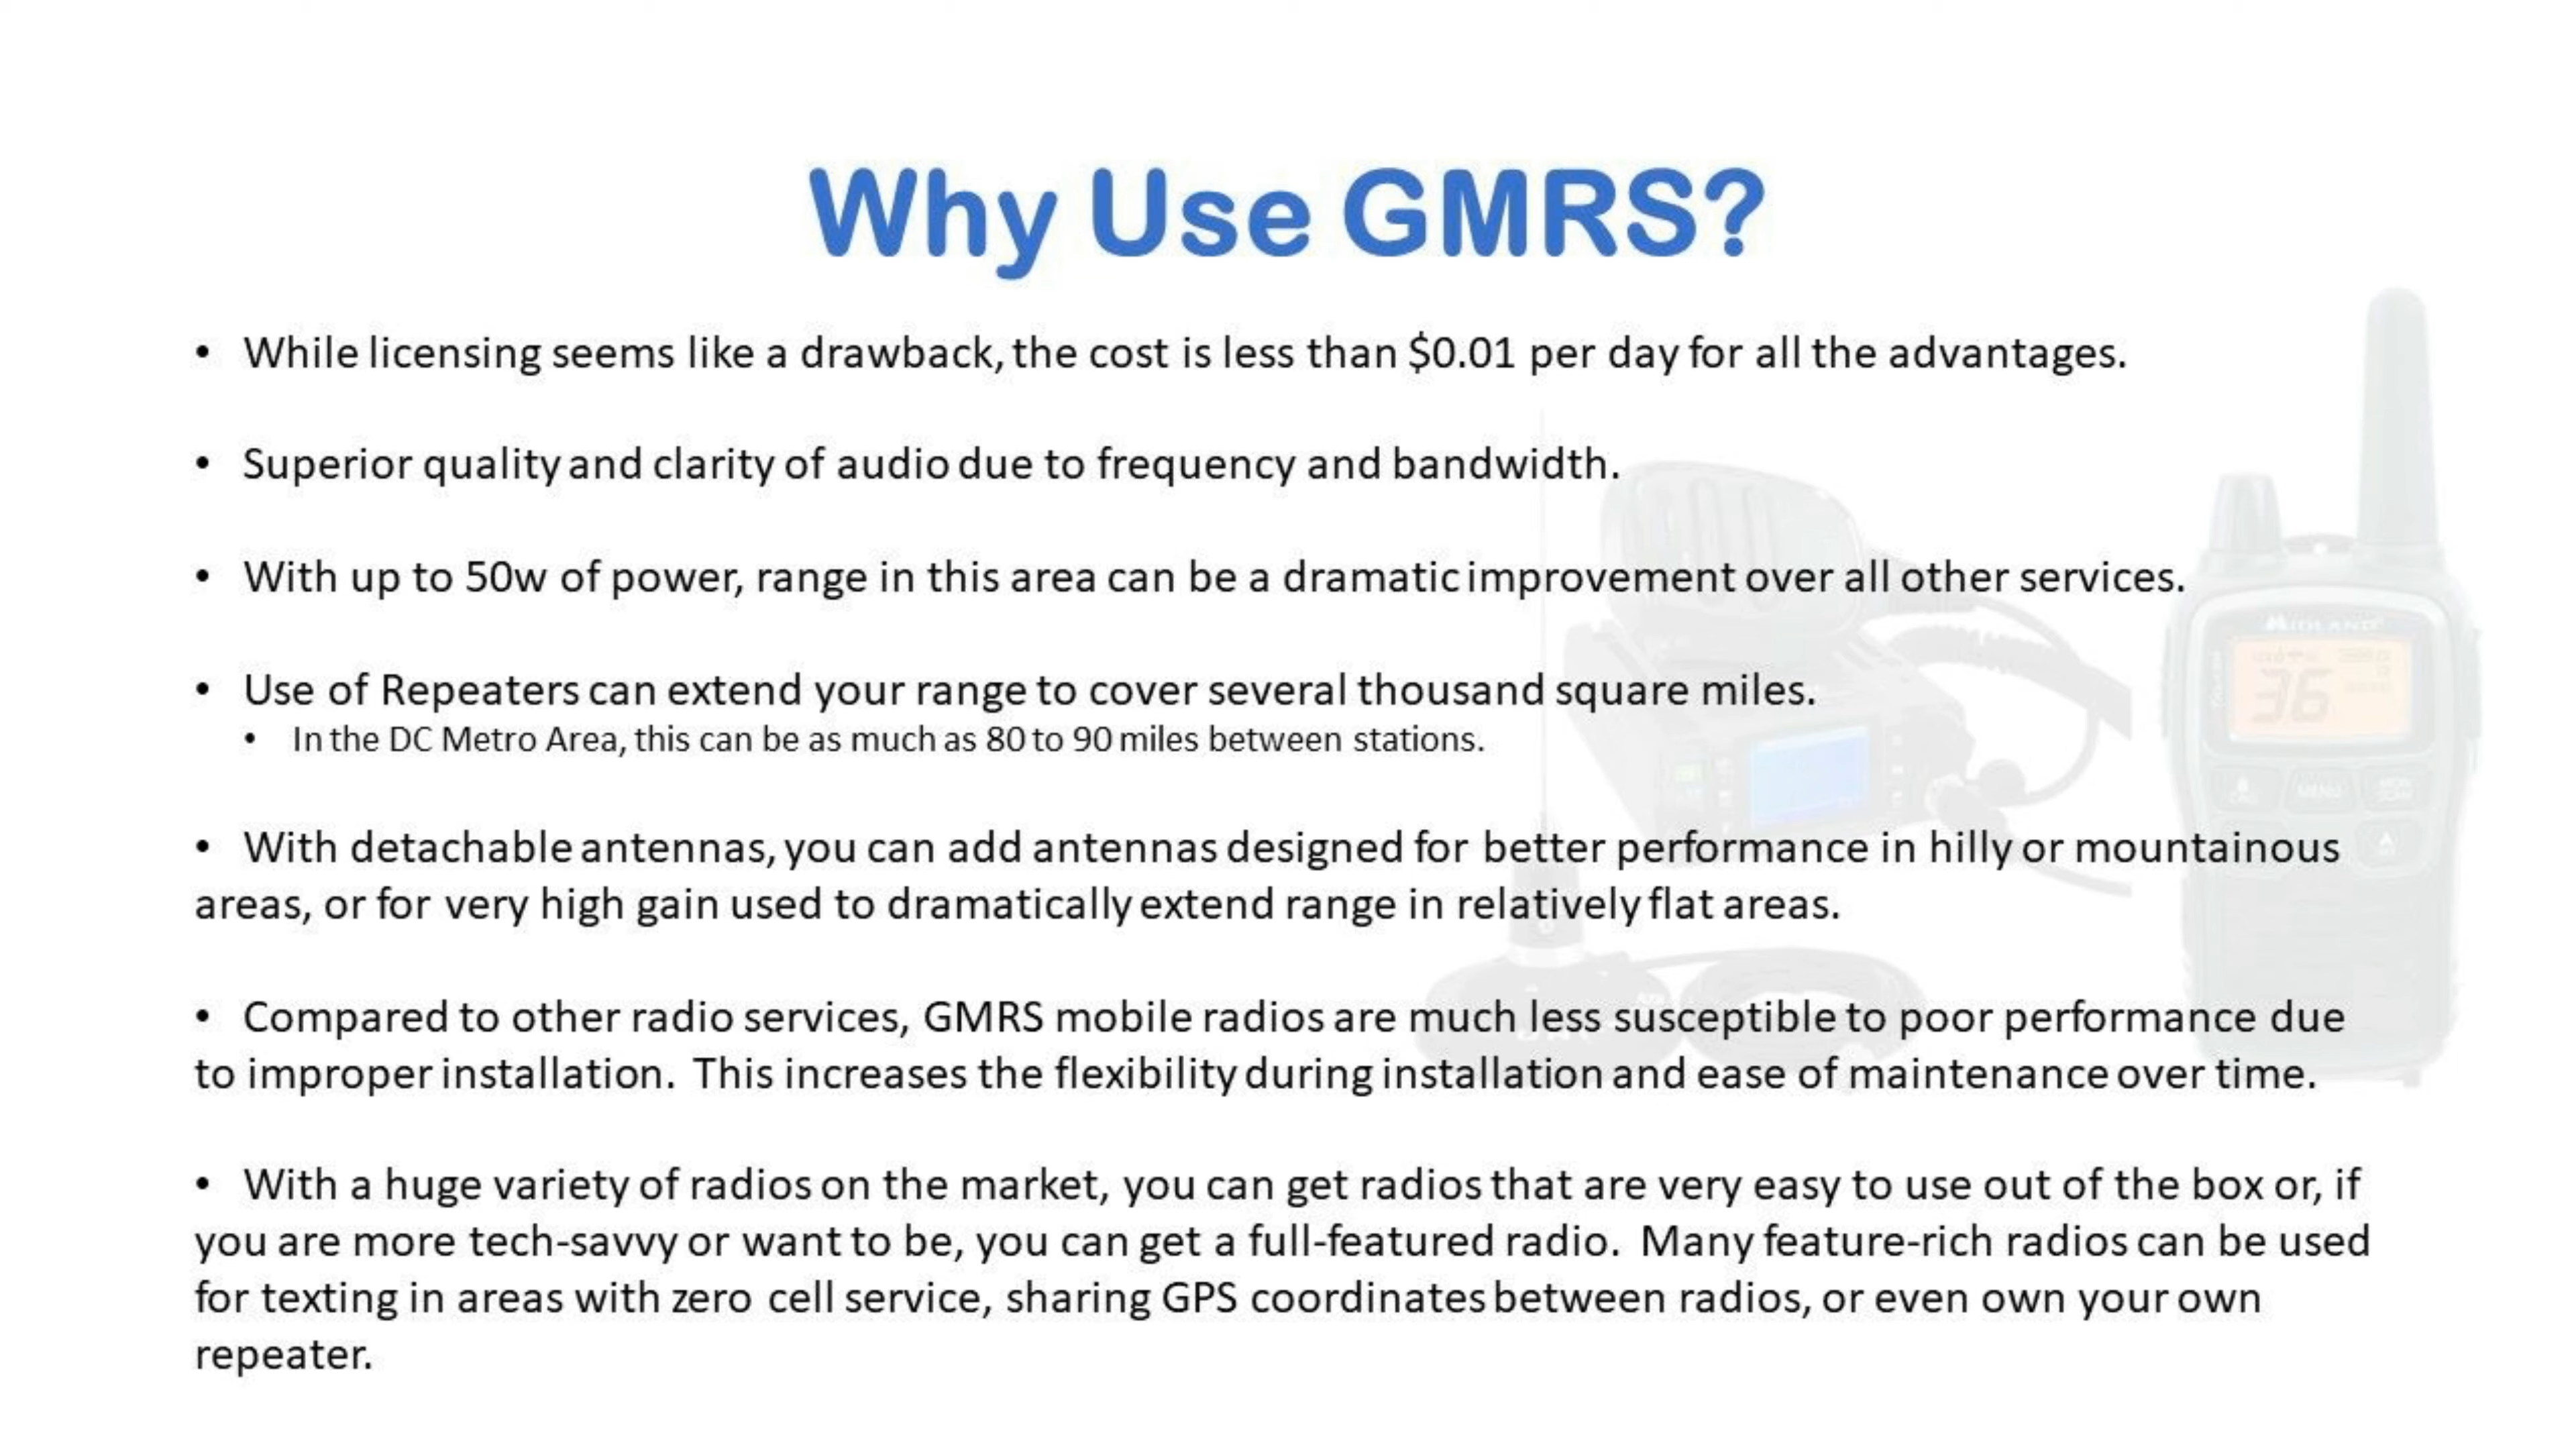 Why Use GMRS?
• While licensing seems like a drawback, the cost is less than $0.01 per day for all the advantages.
• Superior quality and clarity of audio due to frequency and bandwidth.
• With up to 50w of power, range in this area can be a dramatic improvement over all other services.
• Use of Repeaters can extend your range to cover several thousand square miles.
• In the DC Metro Area, this can be as much as 80 to 90 miles between stations.
• With detachable antennas, you can add antennas designed for better performance in hilly or mountainous
areas, or for very high gain used to dramatically extend range in relatively flat areas.
• Compared to other radio services, GMRS mobile radios are much less susceptible to poor performance due
to improper installation. This increases the flexibility during installation and ease of maintenance over time.
• With a huge variety of radios on the market, you can get radios that are very easy to use out of the box or, if
you are more tech-savvy or want to be, you can get a full-featured radio. Many feature-rich radios can be used
for texting in areas with zero cell service, sharing GPS coordinates between radios, or even own your own
repeater.
MIDLAND
36
MENU